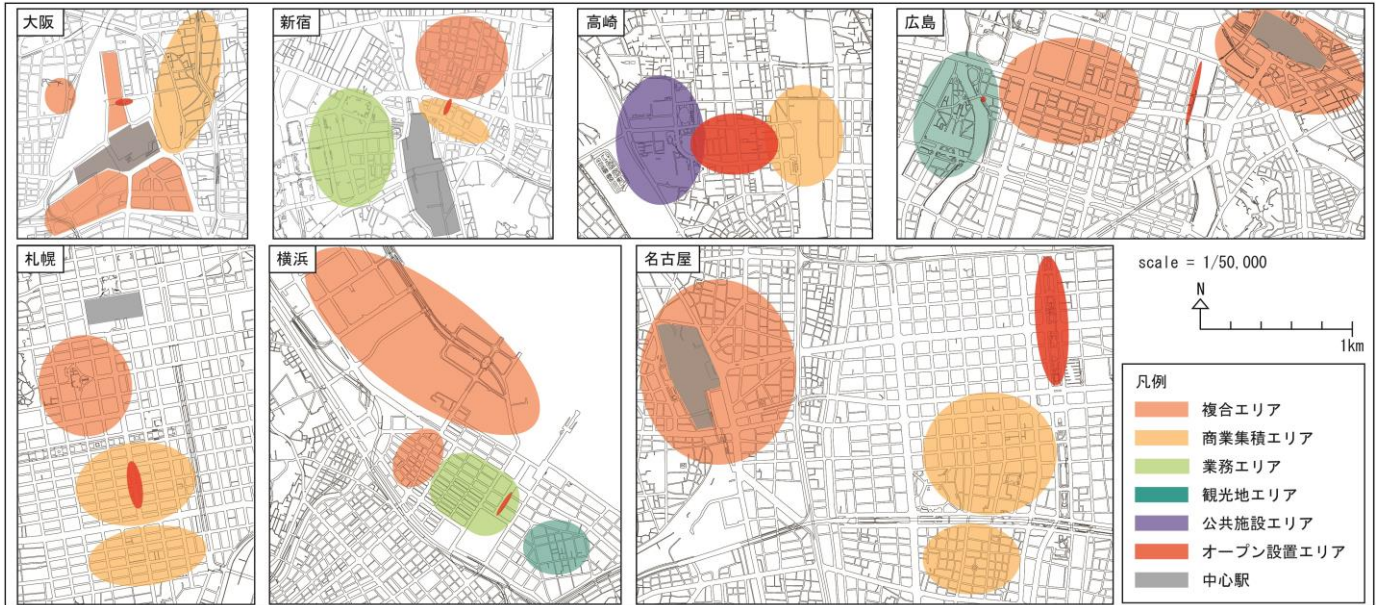 大阪
新宿
高崎
広島
札幌
横浜
名古屋
scale = 1/50,000
N
1km
凡例
複合エリア
商業集積エリア
業務エリア
観光地エリア
公共施設エリア
オープン設置エリア
中心駅